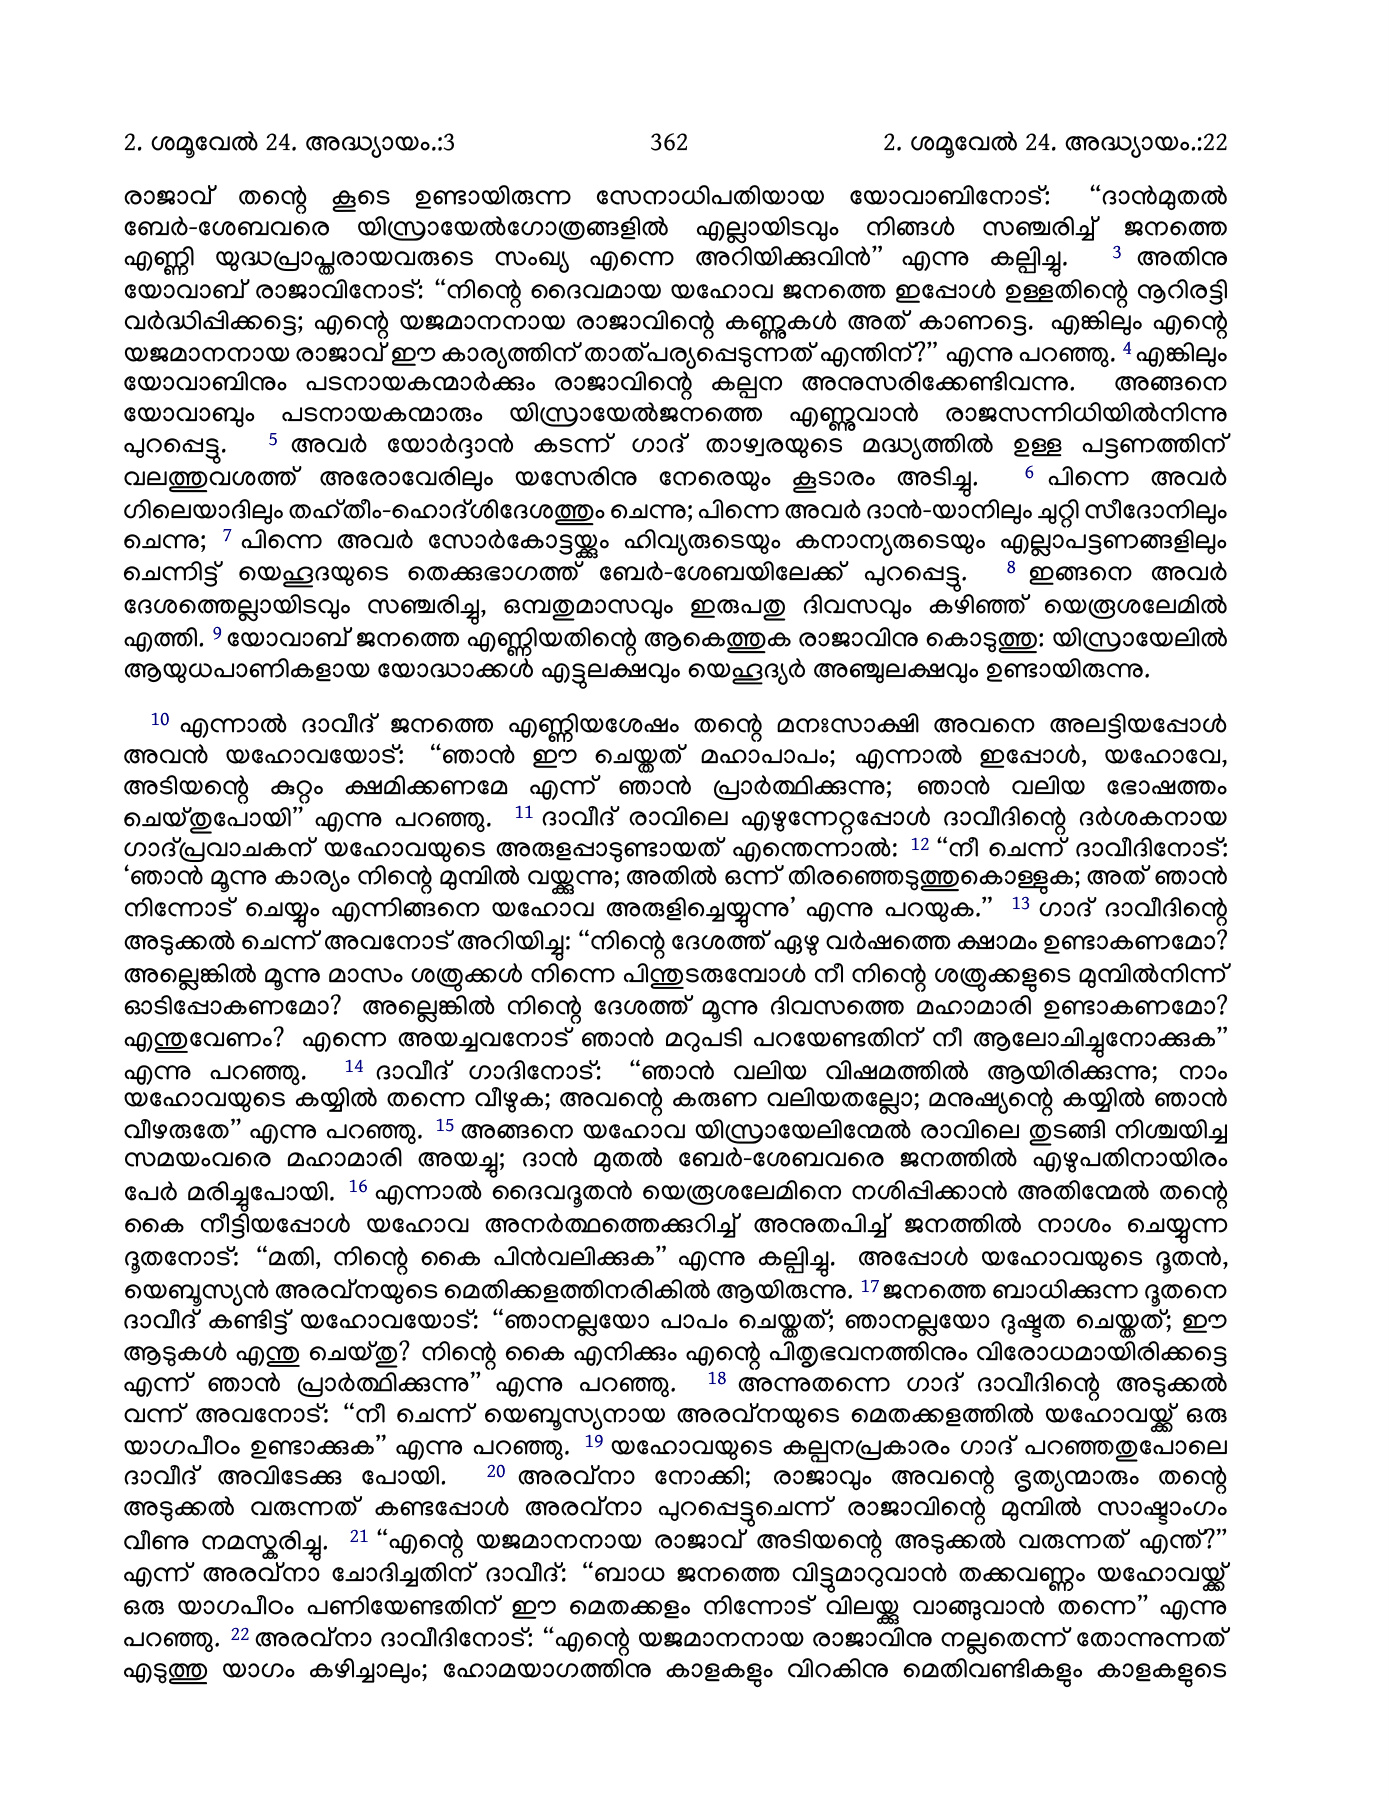 2. ശമൂവേൽ 24. അദ്ധ്യായം.:3 362 2. ശമൂവേൽ 24. അദ്ധ്യായം.:22
രാജാവ് തന്റെ കൂടെ ഉണ്ടായിരുന്ന സേനാധിപതിയായ യോവാബിനോട്: “ദാൻമുതൽ
ബേർ-ശേബവരെ യിസ്രായേൽഗോത്രങ്ങളിൽ എല്ലായിടവും നിങ്ങൾ സഞ്ചരിച്ച് ജനത്തെ
എണ്ണി യുദ്ധപ്രാപ്തരായവരുടെ സംഖ്യ എന്നെ അറിയിക്കുവിൻ” എന്നു കല്പിച്ചു. 3 അതിനു
യോവാബ് രാജാവിനോട്: “നിന്റെ ദൈവമായ യഹോവ ജനത്തെ ഇപ്പോൾ ഉള്ളതിന്റെ നൂറിരട്ടി
വർദ്ധിപ്പിക്കട്ടെ; എന്റെ യജമാനനായ രാജാവിന്റെ കണ്ണുകൾ അത് കാണട്ടെ. എങ്കിലും എന്റെ
യജമാനനായ രാജാവ് ഈ കാര്യത്തിന് താത്പര്യപ്പെടുന്നത് എന്തിന്?” എന്നു പറഞ്ഞു. 4 എങ്കിലും
യോവാബിനും പടനായകന്മാർക്കും രാജാവിന്റെ കല്പന അനുസരിക്കേണ്ടിവന്നു. അങ്ങനെ
യോവാബും പടനായകന്മാരും യിസ്രായേൽജനത്തെ എണ്ണുവാൻ രാജസന്നിധിയിൽനിന്നു
പുറപ്പെട്ടു. 5 അവർ യോർദ്ദാൻ കടന്ന് ഗാദ് താഴ്വരയുടെ മദ്ധ്യത്തിൽ ഉള്ള പട്ടണത്തിന്
വലത്തുവശത്ത് അരോവേരിലും യസേരിനു നേരെയും കൂടാരം അടിച്ചു. 6 പിന്നെ അവർ
ഗിലെയാദിലും തഹ്തീം-ഹൊദ്ശിദേശത്തും ചെന്നു; പിന്നെ അവർ ദാൻ-യാനിലും ചുറ്റി സീദോനിലും
ചെന്നു; 7 പിന്നെ അവർ സോർകോട്ടയ്ക്കും ഹിവ്യരുടെയും കനാന്യരുടെയും എല്ലാപട്ടണങ്ങളിലും
ചെന്നിട്ട് യെഹൂദയുടെ തെക്കുഭാഗത്ത് ബേർ-ശേബയിലേക്ക് പുറപ്പെട്ടു. 8 ഇങ്ങനെ അവർ
ദേശത്തെല്ലായിടവും സഞ്ചരിച്ചു, ഒമ്പതുമാസവും ഇരുപതു ദിവസവും കഴിഞ്ഞ് യെരൂശലേമിൽ
എത്തി. 9 യോവാബ് ജനത്തെ എണ്ണിയതിന്റെ ആകെത്തുക രാജാവിനു കൊടുത്തു: യിസ്രായേലിൽ
ആയുധപാണികളായ യോദ്ധാക്കൾ എട്ടുലക്ഷവും യെഹൂദ്യർ അഞ്ചുലക്ഷവും ഉണ്ടായിരുന്നു.
10 എന്നാൽ ദാവീദ് ജനത്തെ എണ്ണിയശേഷം തന്റെ മനഃസാക്ഷി അവനെ അലട്ടിയപ്പോൾ
അവൻ യഹോവയോട്: “ഞാൻ ഈ ചെയ്തത് മഹാപാപം; എന്നാൽ ഇപ്പോൾ, യഹോവേ,
അടിയന്റെ കുറ്റം ക്ഷമിക്കണമേ എന്ന് ഞാൻ പ്രാർത്ഥിക്കുന്നു; ഞാൻ വലിയ ഭോഷത്തം
ചെയ്തുപോയി” എന്നു പറഞ്ഞു. 11 ദാവീദ് രാവിലെ എഴുന്നേറ്റപ്പോൾ ദാവീദിന്റെ ദർശകനായ
ഗാദ്പ്രവാചകന് യഹോവയുടെ അരുളപ്പാടുണ്ടായത് എന്തെന്നാൽ: 12 “നീ ചെന്ന് ദാവീദിനോട്:
‘ഞാൻ മൂന്നു കാര്യം നിന്റെ മുമ്പിൽ വയ്ക്കുന്നു; അതിൽ ഒന്ന് തിരഞ്ഞെടുത്തുകൊള്ളുക; അത് ഞാൻ
നിന്നോട് ചെയ്യും എന്നിങ്ങനെ യഹോവ അരുളിച്ചെയ്യുന്നു’ എന്നു പറയുക.” 13 ഗാദ് ദാവീദിന്റെ
അടുക്കൽ ചെന്ന് അവനോട് അറിയിച്ചു: “നിന്റെ ദേശത്ത് ഏഴു വർഷത്തെ ക്ഷാമം ഉണ്ടാകണമോ?
അല്ലെങ്കിൽ മൂന്നു മാസം ശത്രുക്കൾ നിന്നെ പിന്തുടരുമ്പോൾ നീ നിന്റെ ശത്രുക്കളുടെ മുമ്പിൽനിന്ന്
ഓടിപ്പോകണമോ? അല്ലെങ്കിൽ നിന്റെ ദേശത്ത് മൂന്നു ദിവസത്തെ മഹാമാരി ഉണ്ടാകണമോ?
എന്തുവേണം? എന്നെ അയച്ചവനോട് ഞാൻ മറുപടി പറയേണ്ടതിന് നീ ആലോചിച്ചുനോക്കുക”
എന്നു പറഞ്ഞു. 14 ദാവീദ് ഗാദിനോട്: “ഞാൻ വലിയ വിഷമത്തിൽ ആയിരിക്കുന്നു; നാം
യഹോവയുടെ കയ്യിൽ തന്നെ വീഴുക; അവന്റെ കരുണ വലിയതല്ലോ; മനുഷ്യന്റെ കയ്യിൽ ഞാൻ
വീഴരുതേ” എന്നു പറഞ്ഞു. 15 അങ്ങനെ യഹോവ യിസ്രായേലിന്മേൽ രാവിലെ തുടങ്ങി നിശ്ചയിച്ച
സമയംവരെ മഹാമാരി അയച്ചു; ദാൻ മുതൽ ബേർ-ശേബവരെ ജനത്തിൽ എഴുപതിനായിരം
പേർ മരിച്ചുപോയി. 16 എന്നാൽ ദൈവദൂതൻ യെരൂശലേമിനെ നശിപ്പിക്കാൻ അതിന്മേൽ തന്റെ
കൈ നീട്ടിയപ്പോൾ യഹോവ അനർത്ഥത്തെക്കുറിച്ച് അനുതപിച്ച് ജനത്തിൽ നാശം ചെയ്യുന്ന
ദൂതനോട്: “മതി, നിന്റെ കൈ പിൻവലിക്കുക” എന്നു കല്പിച്ചു. അപ്പോൾ യഹോവയുടെ ദൂതൻ,
യെബൂസ്യൻ അരവ്നയുടെ മെതിക്കളത്തിനരികിൽ ആയിരുന്നു. 17 ജനത്തെ ബാധിക്കുന്ന ദൂതനെ
ദാവീദ് കണ്ടിട്ട് യഹോവയോട്: “ഞാനല്ലയോ പാപം ചെയ്തത്; ഞാനല്ലയോ ദുഷ്ടത ചെയ്തത്; ഈ
ആടുകൾ എന്തു ചെയ്തു? നിന്റെ കൈ എനിക്കും എന്റെ പിതൃഭവനത്തിനും വിരോധമായിരിക്കട്ടെ
എന്ന് ഞാൻ പ്രാർത്ഥിക്കുന്നു” എന്നു പറഞ്ഞു. 18 അന്നുതന്നെ ഗാദ് ദാവീദിന്റെ അടുക്കൽ
വന്ന് അവനോട്: “നീ ചെന്ന് യെബൂസ്യനായ അരവ്നയുടെ മെതക്കളത്തിൽ യഹോവയ്ക്ക് ഒരു
യാഗപീഠം ഉണ്ടാക്കുക” എന്നു പറഞ്ഞു. 19 യഹോവയുടെ കല്പനപ്രകാരം ഗാദ് പറഞ്ഞതുപോലെ
ദാവീദ് അവിടേക്കു പോയി. 20 അരവ്നാ നോക്കി; രാജാവും അവന്റെ ഭൃത്യന്മാരും തന്റെ
അടുക്കൽ വരുന്നത് കണ്ടപ്പോൾ അരവ്നാ പുറപ്പെട്ടുചെന്ന് രാജാവിന്റെ മുമ്പിൽ സാഷ്ടാംഗം
വീണു നമസ്കരിച്ചു. 21 “എന്റെ യജമാനനായ രാജാവ് അടിയന്റെ അടുക്കൽ വരുന്നത് എന്ത്?”
എന്ന് അരവ്നാ ചോദിച്ചതിന് ദാവീദ്: “ബാധ ജനത്തെ വിട്ടുമാറുവാൻ തക്കവണ്ണം യഹോവയ്ക്ക്
ഒരു യാഗപീഠം പണിയേണ്ടതിന് ഈ മെതക്കളം നിന്നോട് വിലയ്ക്കു വാങ്ങുവാൻ തന്നെ” എന്നു
പറഞ്ഞു. 22 അരവ്നാ ദാവീദിനോട്: “എന്റെ യജമാനനായ രാജാവിനു നല്ലതെന്ന് തോന്നുന്നത്
എടുത്തു യാഗം കഴിച്ചാലും; ഹോമയാഗത്തിനു കാളകളും വിറകിനു മെതിവണ്ടികളും കാളകളുടെ